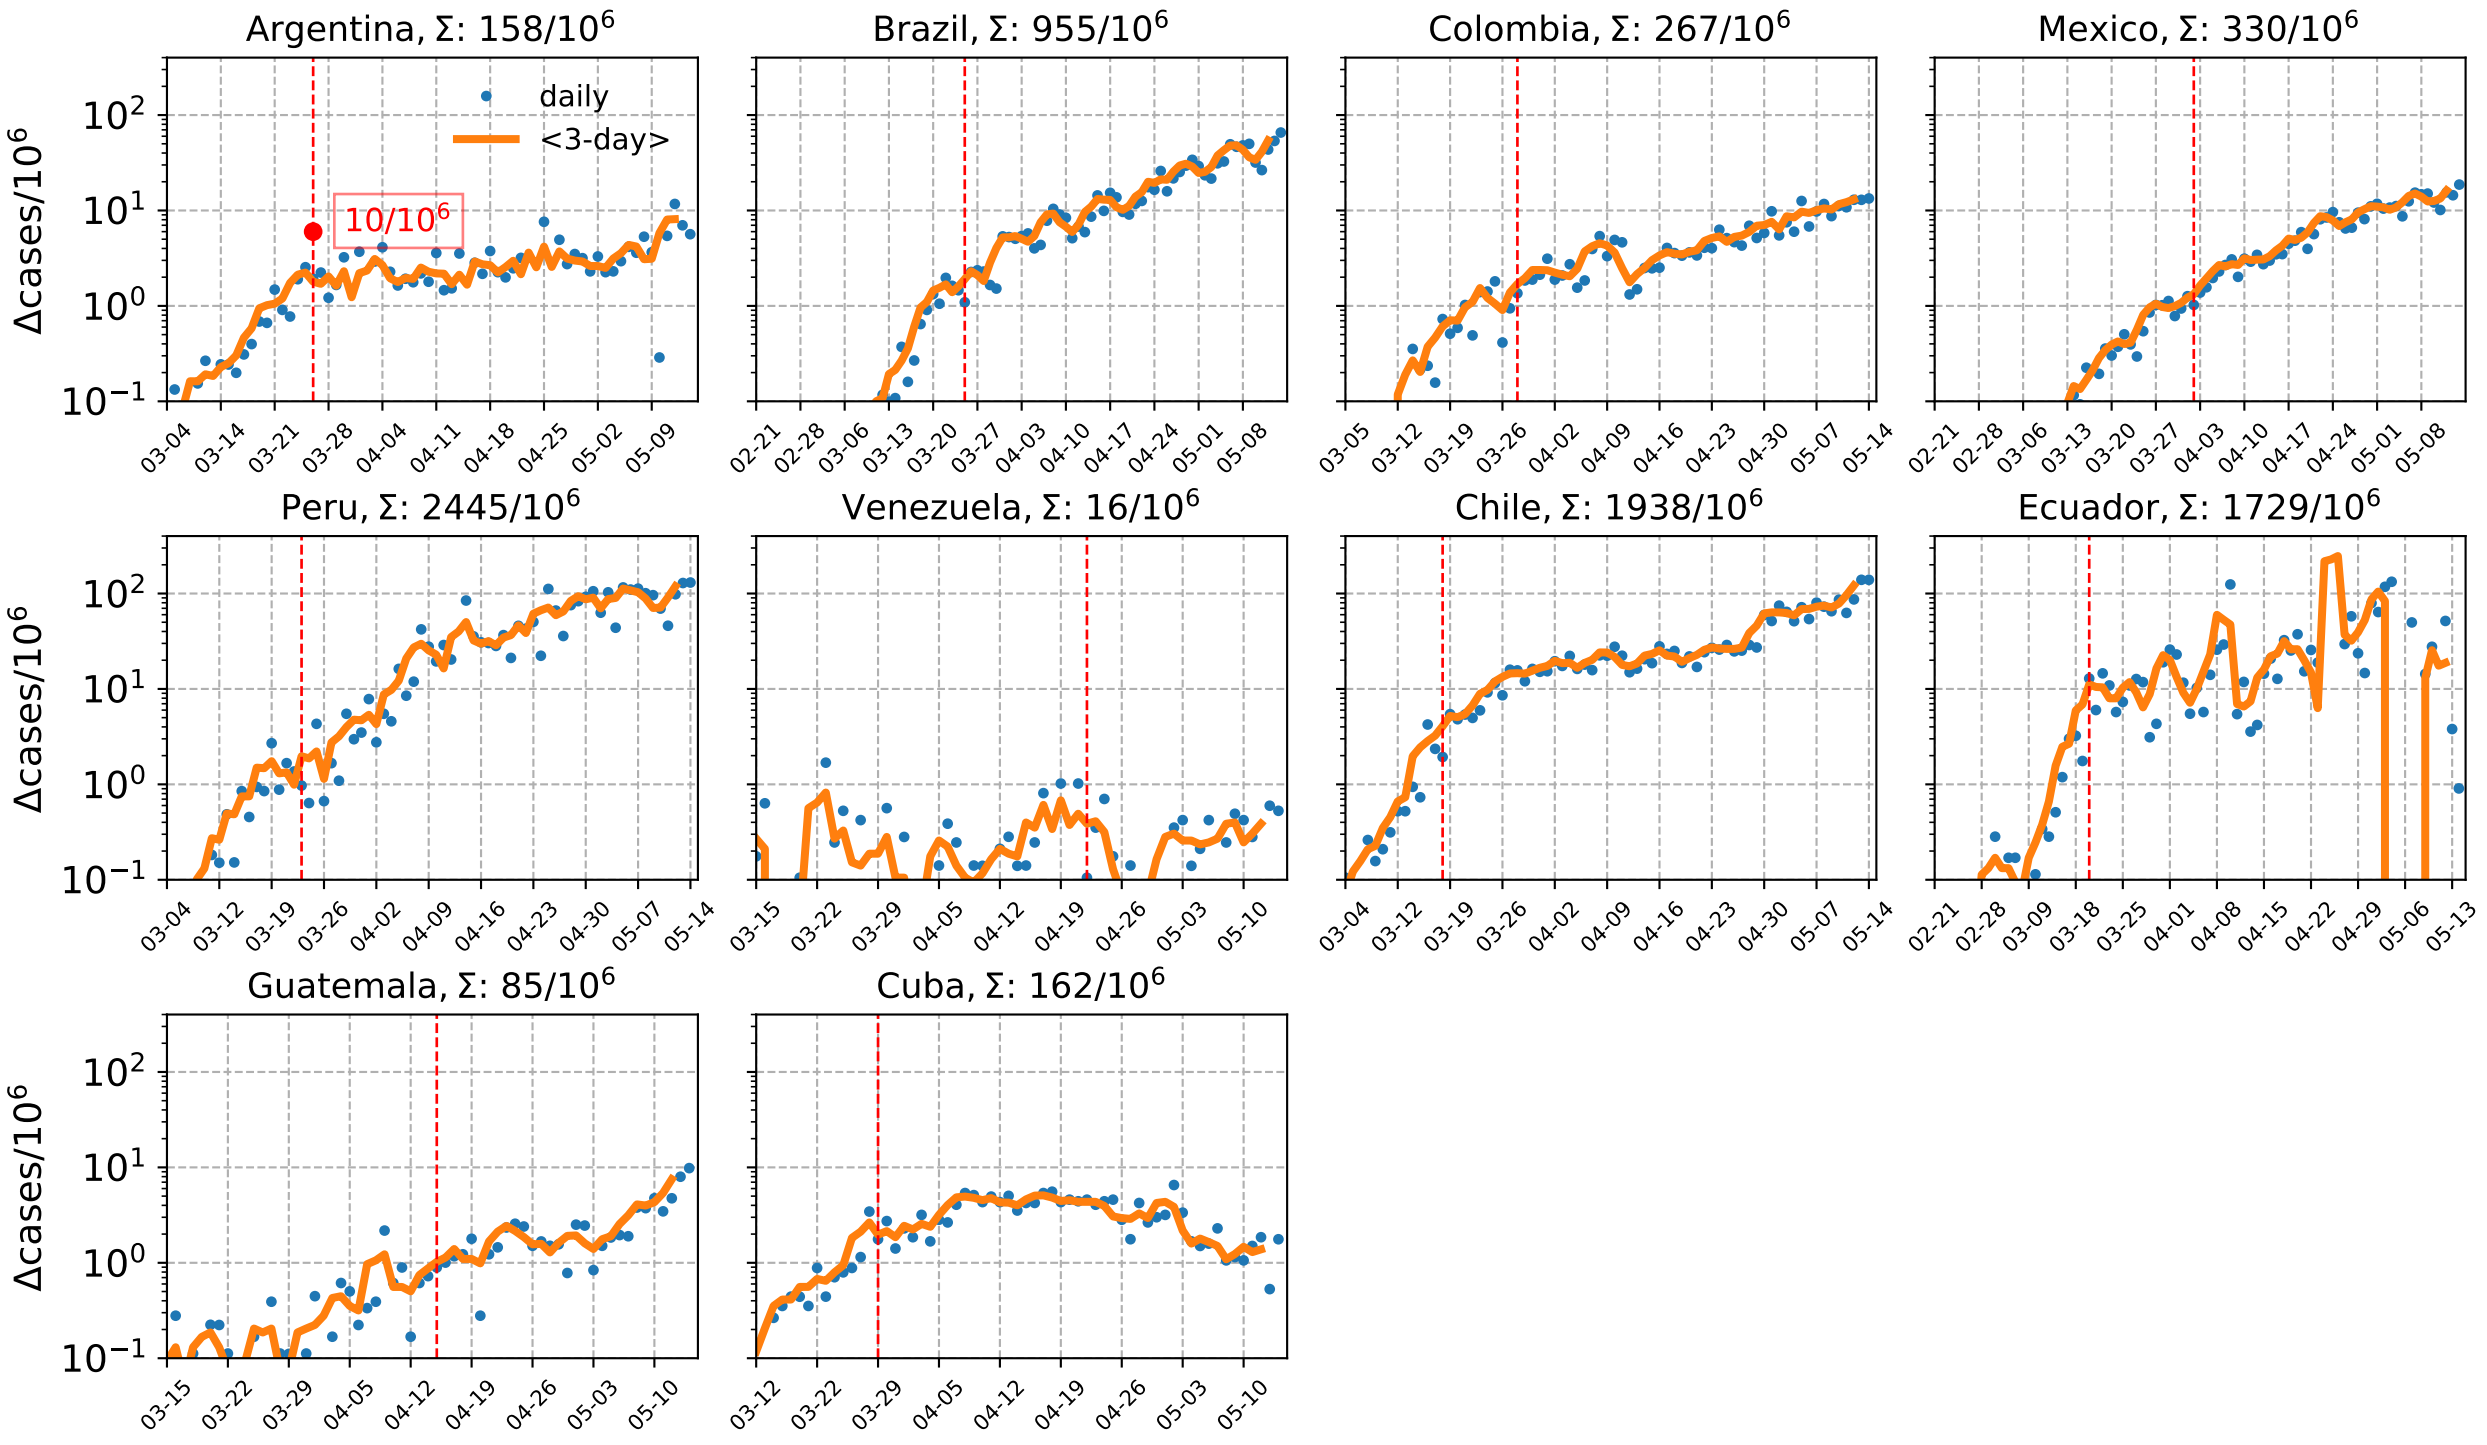 Argentina, Σ: 158/10⁶
Brazil, Σ: 955/10⁶
Colombia, Σ: 267/10⁶
Mexico, Σ: 330/10⁶
Δcases/10⁶
10²
10¹
10⁰
10⁻¹
daily
<3-day>
10/10⁶
03-04 03-14 03-21 03-28 04-04 04-11 04-18 04-25 05-02 05-09
02-21 02-28 03-06 03-13 03-20 03-27 04-03 04-10 04-17 04-24 05-01 05-08
03-05 03-12 03-19 03-26 04-02 04-09 04-16 04-23 04-30 05-07 05-14
02-21 02-28 03-06 03-13 03-20 03-27 04-03 04-10 04-17 04-24 05-01 05-08
Peru, Σ: 2445/10⁶
Venezuela, Σ: 16/10⁶
Chile, Σ: 1938/10⁶
Ecuador, Σ: 1729/10⁶
Δcases/10⁶
10²
10¹
10⁰
10⁻¹
03-04 03-12 03-19 03-26 04-02 04-09 04-16 04-23 04-30 05-07 05-14
03-15 03-22 03-29 04-05 04-12 04-19 04-26 05-03 05-10
03-04 03-12 03-19 03-26 04-02 04-09 04-16 04-23 04-30 05-07 05-14
02-21 02-28 03-09 03-18 03-25 04-01 04-08 04-15 04-22 04-29 05-06 05-13
Guatemala, Σ: 85/10⁶
Cuba, Σ: 162/10⁶
Δcases/10⁶
10²
10¹
10⁰
10⁻¹
03-15 03-22 03-29 04-05 04-12 04-19 04-26 05-03 05-10
03-12 03-22 03-29 04-05 04-12 04-19 04-26 05-03 05-10